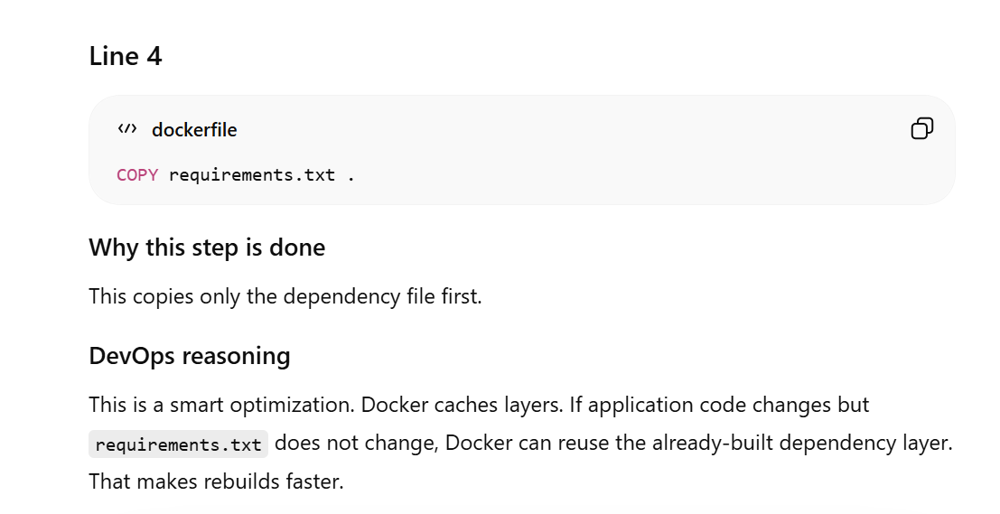 Line 4
dockerfile
COPY requirements.txt .
Why this step is done
This copies only the dependency file first.
DevOps reasoning
This is a smart optimization. Docker caches layers. If application code changes but
requirements.txt does not change, Docker can reuse the already-built dependency layer.
That makes rebuilds faster.